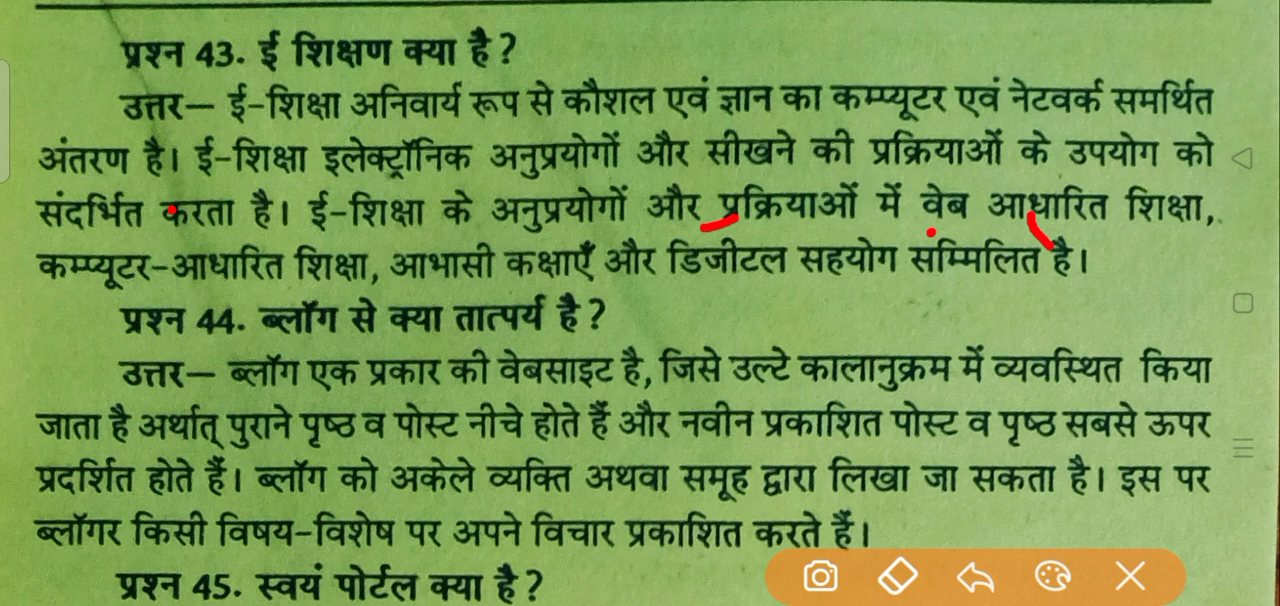 प्रश्न 43. ई शिक्षण क्या है ?
उत्तर— ई-शिक्षा अनिवार्य रूप से कौशल एवं ज्ञान का कम्प्यूटर एवं नेटवर्क समर्थित
अंतरण है। ई-शिक्षा इलेक्ट्रॉनिक अनुप्रयोगों और सीखने की प्रक्रियाओं के उपयोग को
संदर्भित करता है। ई-शिक्षा के अनुप्रयोगों और प्रक्रियाओं में वेब आधारित शिक्षा,
कम्प्यूटर-आधारित शिक्षा, आभासी कक्षाएँ और डिजीटल सहयोग सम्मिलित है।
प्रश्न 44. ब्लॉग से क्या तात्पर्य है ?
उत्तर— ब्लॉग एक प्रकार की वेबसाइट है, जिसे उल्टे कालानुक्रम में व्यवस्थित किया
जाता है अर्थात् पुराने पृष्ठ व पोस्ट नीचे होते हैं और नवीन प्रकाशित पोस्ट व पृष्ठ सबसे ऊपर
प्रदर्शित होते हैं। ब्लॉग को अकेले व्यक्ति अथवा समूह द्वारा लिखा जा सकता है। इस पर
ब्लॉगर किसी विषय-विशेष पर अपने विचार प्रकाशित करते हैं।
प्रश्न 45. स्वयं पोर्टल क्या है ?